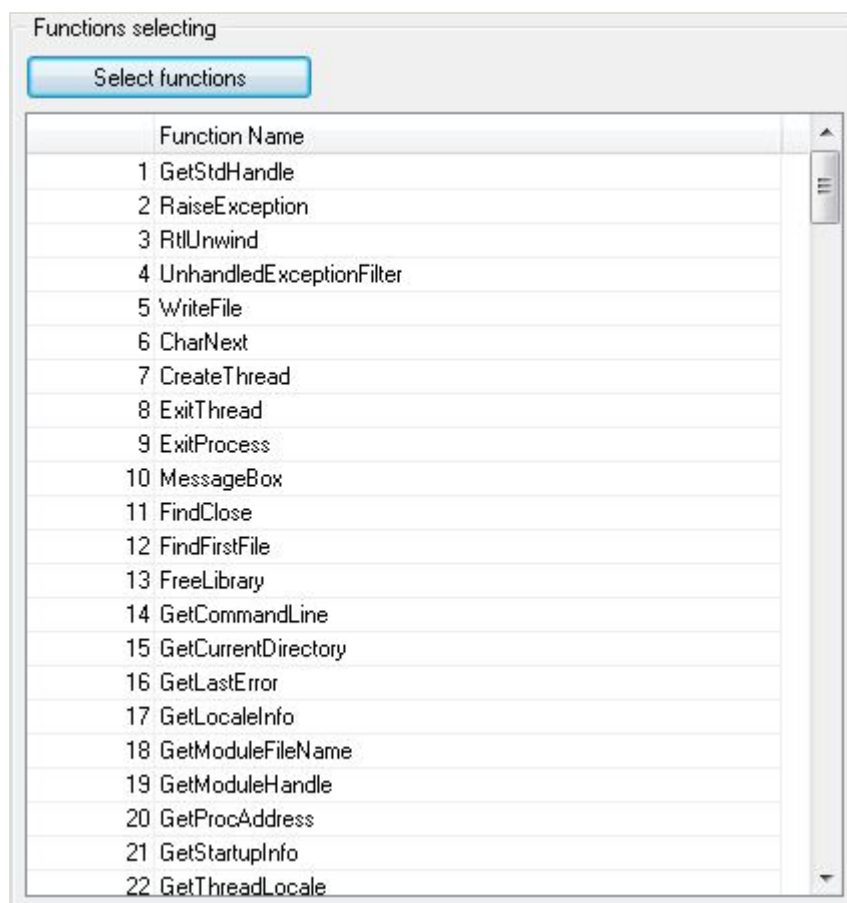 Functions selecting
Select functions
Function Name
1 GetStdHandle
2 RaiseException
3 RtlUnwind
4 UnhandledExceptionFilter
5 WriteFile
6 CharNext
7 CreateThread
8 ExitThread
9 ExitProcess
10 MessageBox
11 FindClose
12 FindFirstFile
13 FreeLibrary
14 GetCommandLine
15 GetCurrentDirectory
16 GetLastError
17 GetLocaleInfo
18 GetModuleFileName
19 GetModuleHandle
20 GetProcAddress
21 GetStartupInfo
22 GetThreadLocale